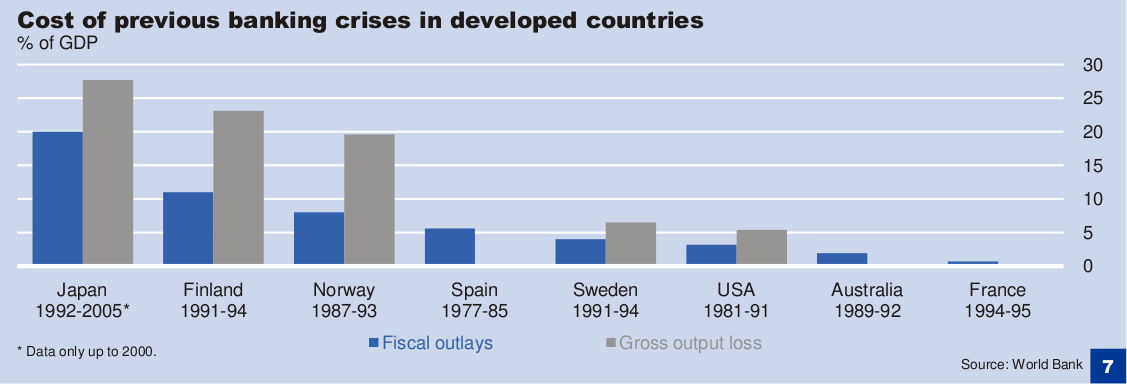 Cost of previous banking crises in developed countries
% of GDP
30
25
20
15
10
5
0
Japan Finland Norway Spain Sweden USA Australia France
1992-2005* 1991-94 1987-93 1977-85 1991-94 1981-91 1989-92 1994-95
Fiscal outlays Gross output loss
* Data only up to 2000.
Source: World Bank 7